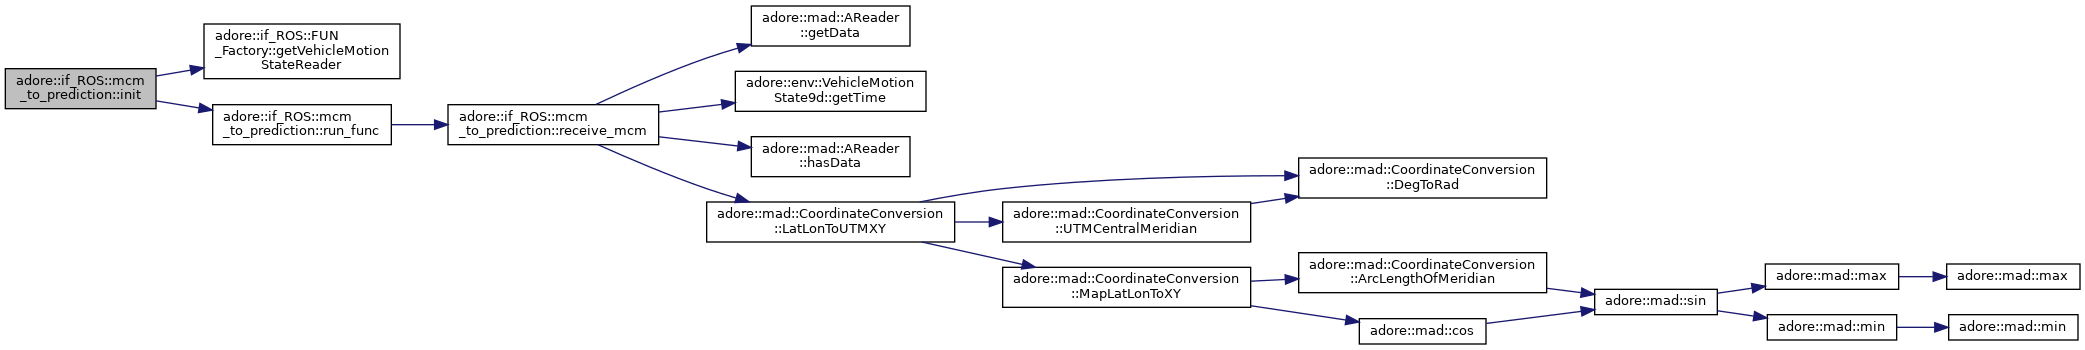 adore::if_ROS::mcm
_to_prediction::init
adore::if_ROS::FUN
_Factory::getVehicleMotion
StateReader
adore::if_ROS::mcm
_to_prediction::run_func
adore::if_ROS::mcm
_to_prediction::receive_mcm
adore::mad::AReader
::getData
adore::env::VehicleMotion
State9d::getTime
adore::mad::AReader
::hasData
adore::mad::CoordinateConversion
::LatLonToUTMXY
adore::mad::CoordinateConversion
::DegToRad
adore::mad::CoordinateConversion
::UTMCentralMeridian
adore::mad::CoordinateConversion
::MapLatLonToXY
adore::mad::CoordinateConversion
::ArcLengthOfMeridian
adore::mad::cos
adore::mad::sin
adore::mad::max
adore::mad::max
adore::mad::min
adore::mad::min